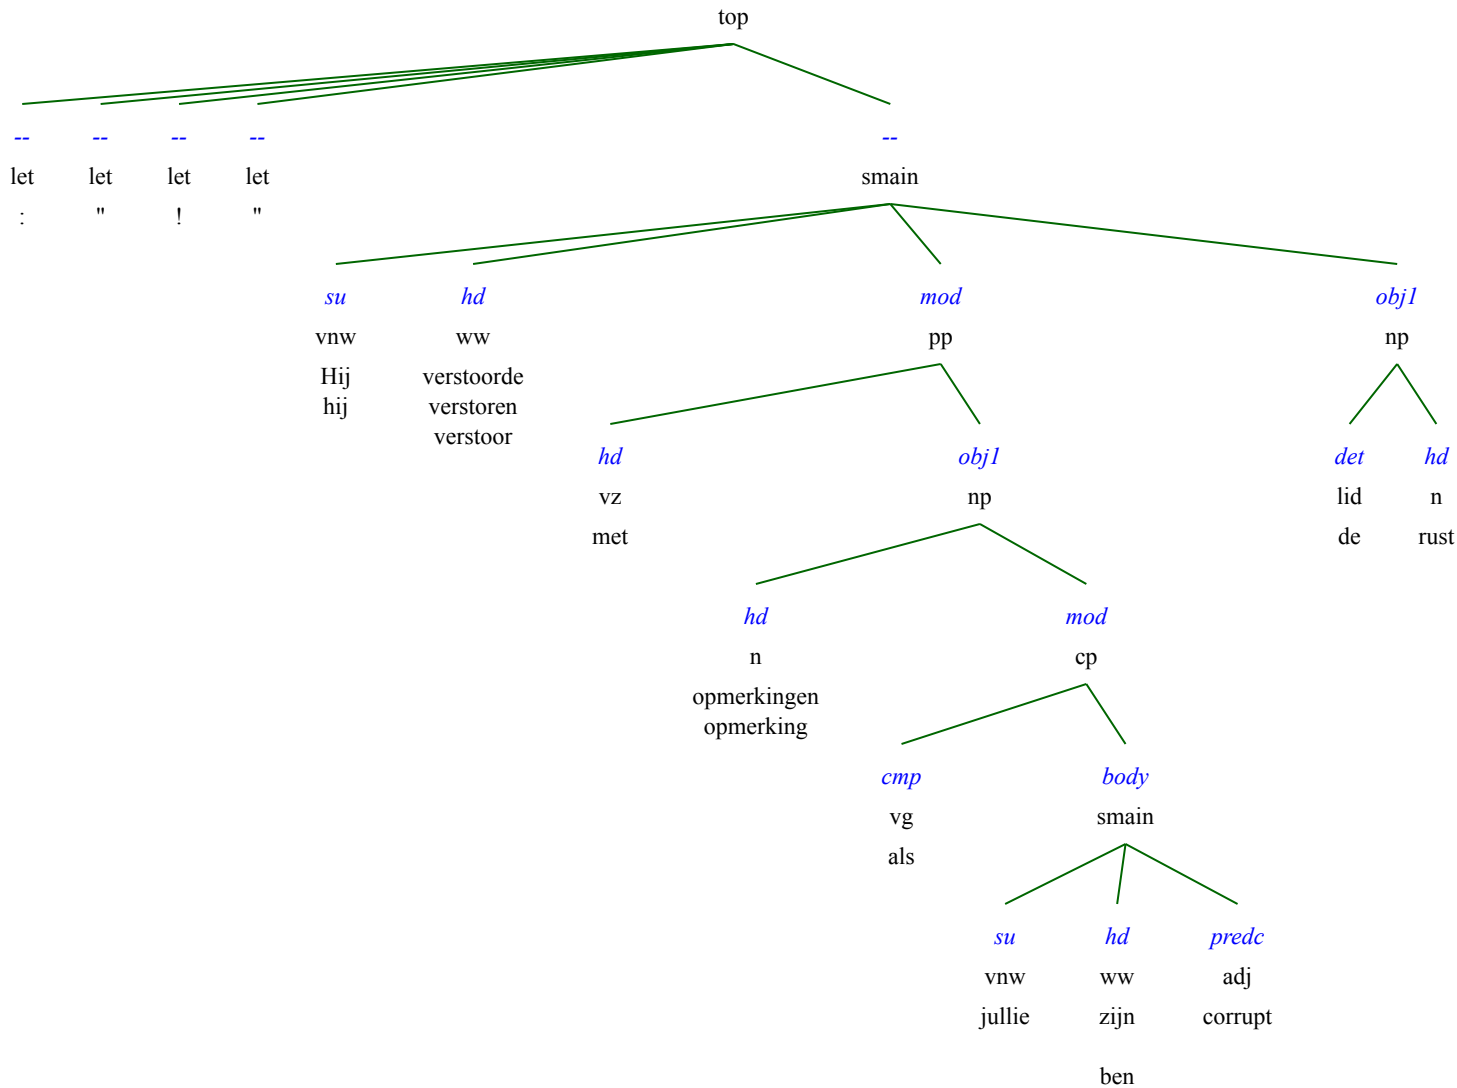 top
-- -- -- -- --
let let let let smain
: " ! "
su hd mod obj1
vnw ww pp np
Hij verstoorde
hij verstoren
verstoor
hd obj1 det hd
vz np lid n
met de rust
hd mod
n cp
opmerkingen
opmerking
cmp body
vg smain
als
su hd predc
vnw ww adj
jullie zijn corrupt
ben